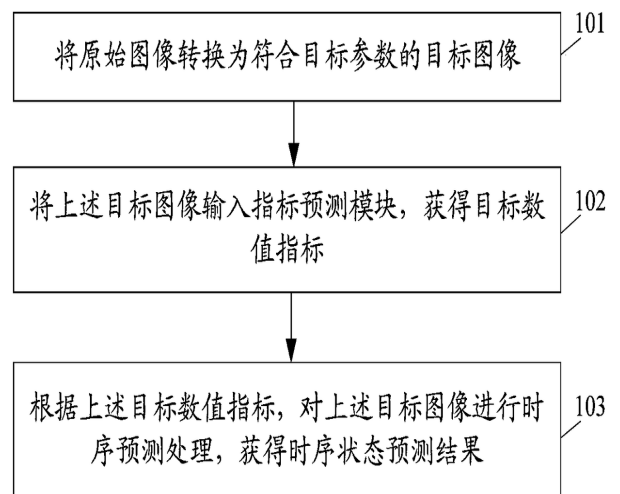 将原始图像转换为符合目标参数的目标图像
101
将上述目标图像输入指标预测模块，获得目标数
值指标
102
根据上述目标数值指标，对上述目标图像进行时
序预测处理，获得时序状态预测结果
103